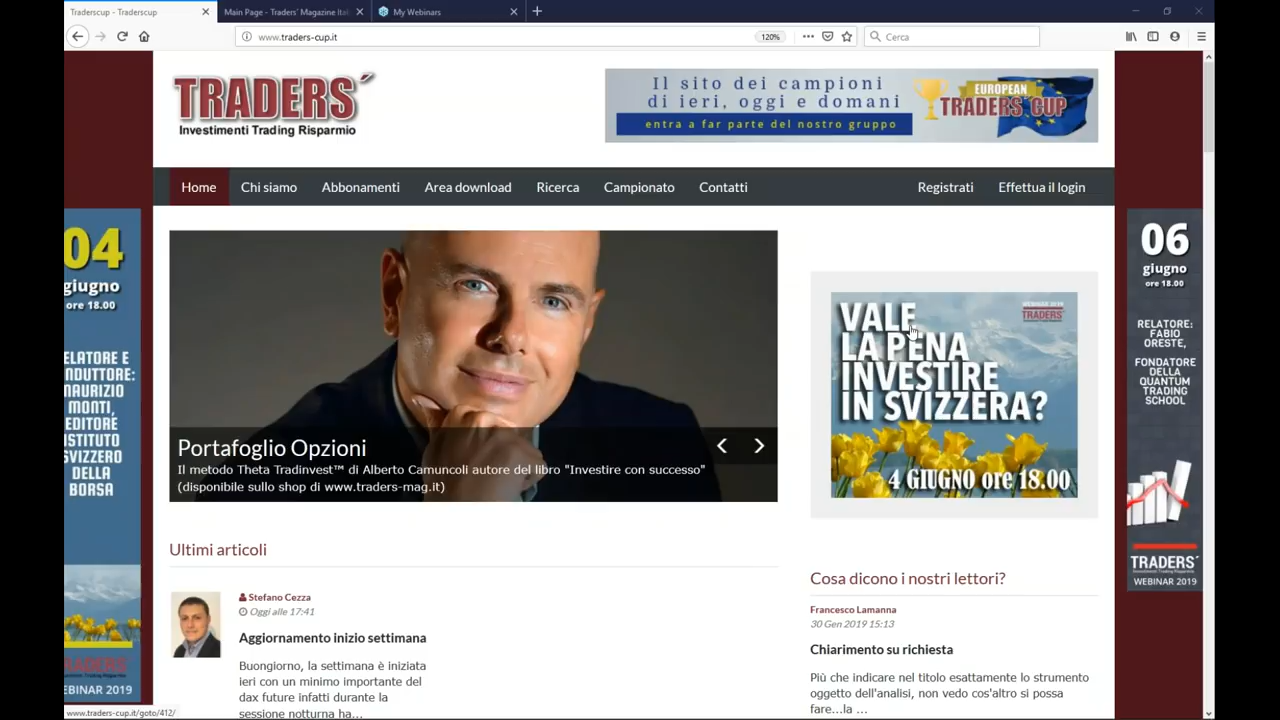 Traderscup - Traderscup
Main Page - Traders' Magazine Ital
My Webinars
www.traders-cup.it
120%
Cerca
TRADERS´
Investimenti Trading Risparmio
Il sito dei campioni
di ieri, oggi e domani
entra a far parte del nostro gruppo
EUROPEAN
TRADERS CUP
Home
Chi siamo
Abbonamenti
Area download
Ricerca
Campionato
Contatti
Registrati
Effettua il login
04
giugno
ore 18.00
ELATORE E
NDUTTORE:
AURIZIO
MONTI,
EDITORE
STITUTO
VIZZERO
DELLA
BORSA
TRADERS´
EBINAR 2019
Portafoglio Opzioni
Il metodo Theta Tradinvest™ di Alberto Camuncoli autore del libro "Investire con successo"
(disponibile sullo shop di www.traders-mag.it)
WEBINAR 2019
TRADERS´
VALE
LA PENA
INVESTIRE
IN SVIZZERA?
4 GIUGNO ore 18.00
06
giugno
ore 18.00
RELATORE:
FABIO
ORESTE,
FONDATORE
DELLA
QUANTUM
TRADING
SCHOOL
TRADERS´
WEBINAR 2019
Ultimi articoli
Stefano Cezza
Oggi alle 17:41
Aggiornamento inizio settimana
Buongiorno, la settimana è iniziata
ieri con un minimo importante del
dax future infatti durante la
sessione notturna ha...
Cosa dicono i nostri lettori?
Francesco Lamanna
30 Gen 2019 15:13
Chiarimento su richiesta
Più che indicare nel titolo esattamente lo strumento
oggetto dell'analisi, non vedo cos'altro si possa
fare...la ...
www.traders-cup.it/goto/412/